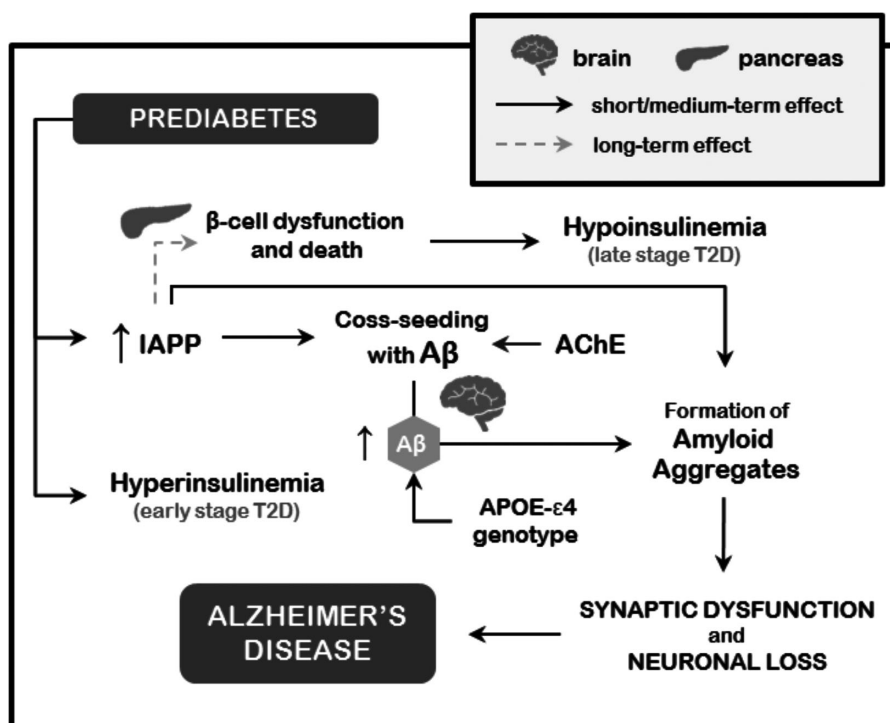 brain
pancreas
short/medium-term effect
long-term effect
PREDIABETES
β-cell dysfunction
and death
Hypoinsulinemia
(late stage T2D)
↑ IAPP
Coss-seeding
with Aβ
AChE
↑ Aβ
Formation of
Amyloid
Aggregates
Hyperinsulinemia
(early stage T2D)
APOE-ε4
genotype
ALZHEIMER'S
DISEASE
SYNAPTIC DYSFUNCTION
and
NEURONAL LOSS